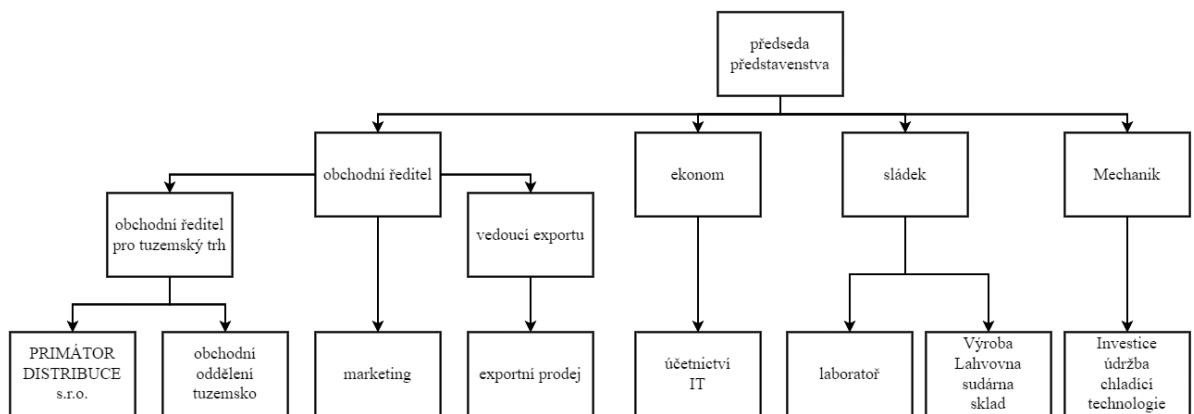 předseda
představenstva
obchodní ředitel
ekonom
sládek
Mechanik
obchodní ředitel
pro tuzemský trh
vedoucí exportu
PRIMÁTOR
DISTRIBUCE
s.r.o.
obchodní
oddělení
tuzemsko
marketing
exportní prodej
účetnictví
IT
laboratoř
Výroba
Lahvovna
sudárna
sklad
Investice
údržba
chladící
technologie